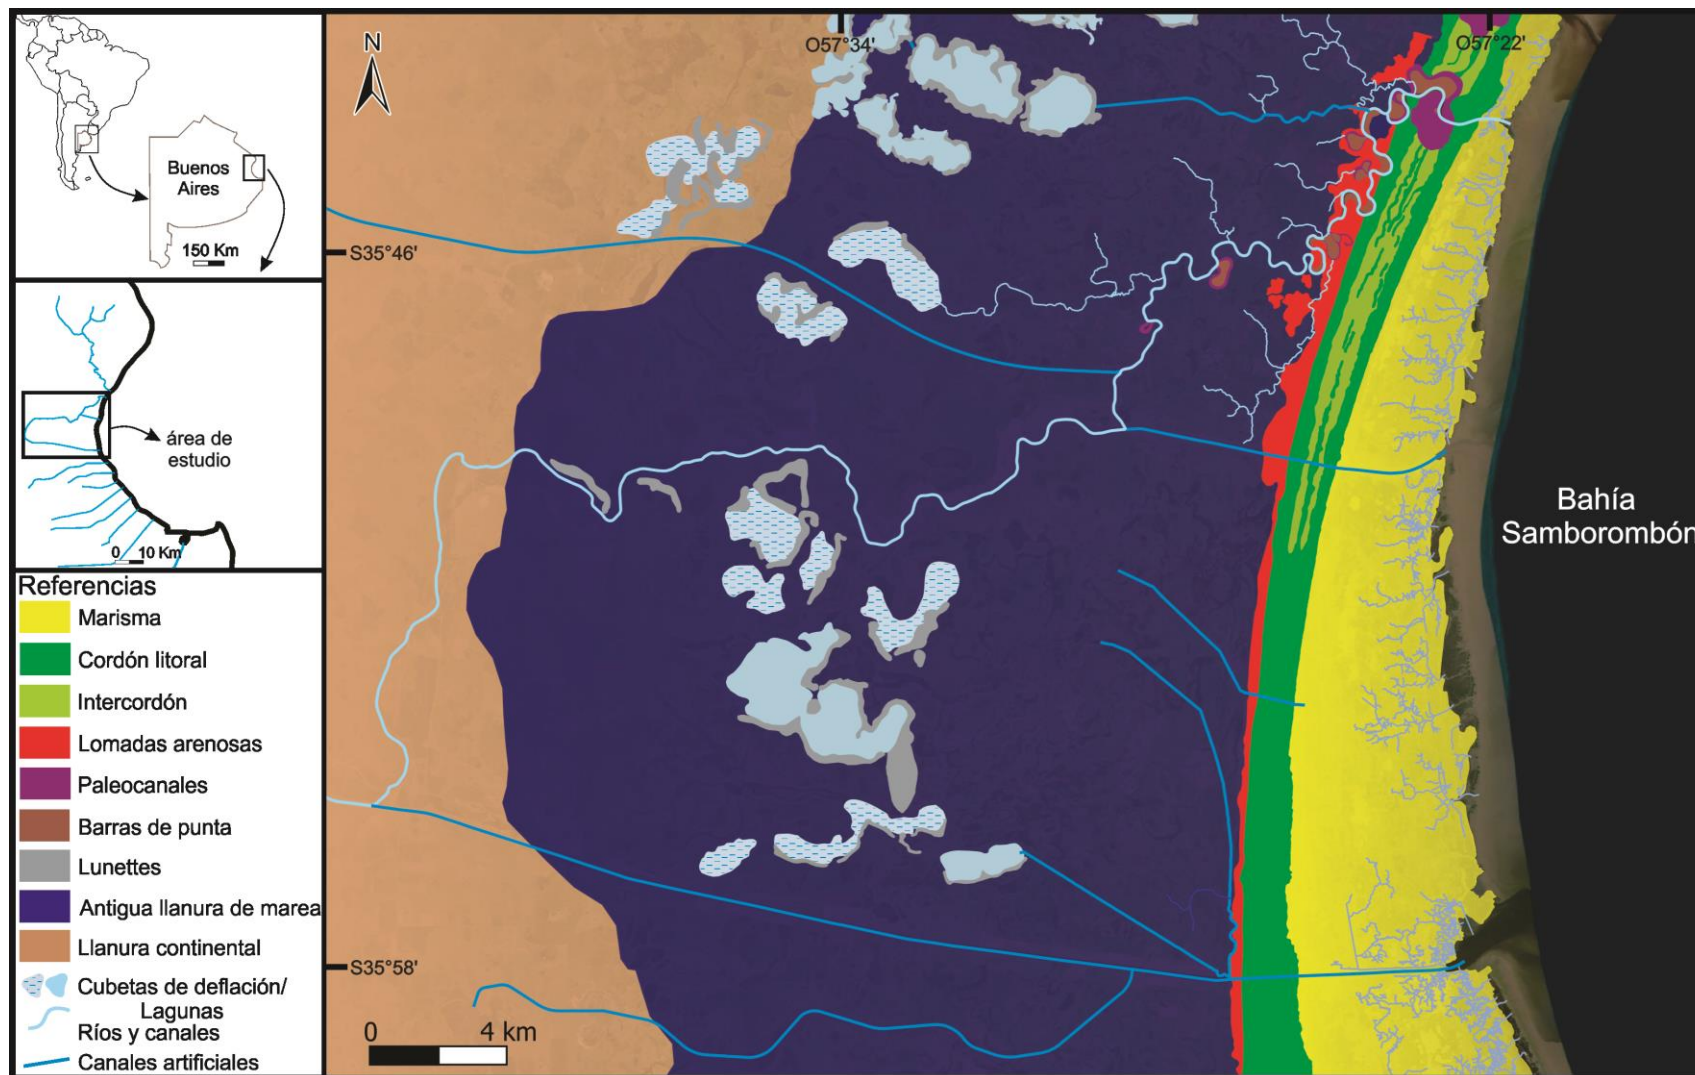 Buenos
Aires
150 Km
área de
estudio
0 10 Km
Referencias
Marisma
Cordón litoral
Intercordón
Lomadas arenosas
Paleocanales
Barras de punta
Lunettes
Antigua llanura de marea
Llanura continental
Cubetas de deflación/
Lagunas
Ríos y canales
Canales artificiales
N
O57°34'
O57°22'
S35°46'
S35°58'
Bahía
Samborombón
0 4 km